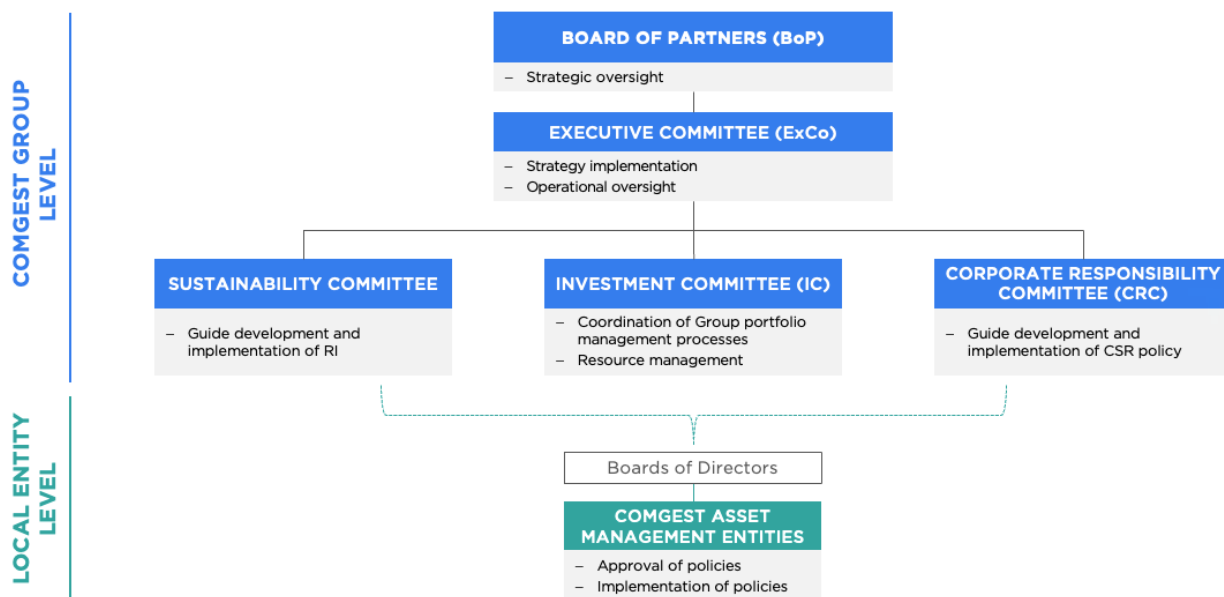 COMGEST GROUP
LEVEL
BOARD OF PARTNERS (BoP)
– Strategic oversight
EXECUTIVE COMMITTEE (ExCo)
– Strategy implementation
– Operational oversight
SUSTAINABILITY COMMITTEE
– Guide development and
implementation of RI
INVESTMENT COMMITTEE (IC)
– Coordination of Group portfolio
management processes
– Resource management
CORPORATE RESPONSIBILITY
COMMITTEE (CRC)
– Guide development and
implementation of CSR policy
LOCAL ENTITY
LEVEL
Boards of Directors
COMGEST ASSET
MANAGEMENT ENTITIES
– Approval of policies
– Implementation of policies